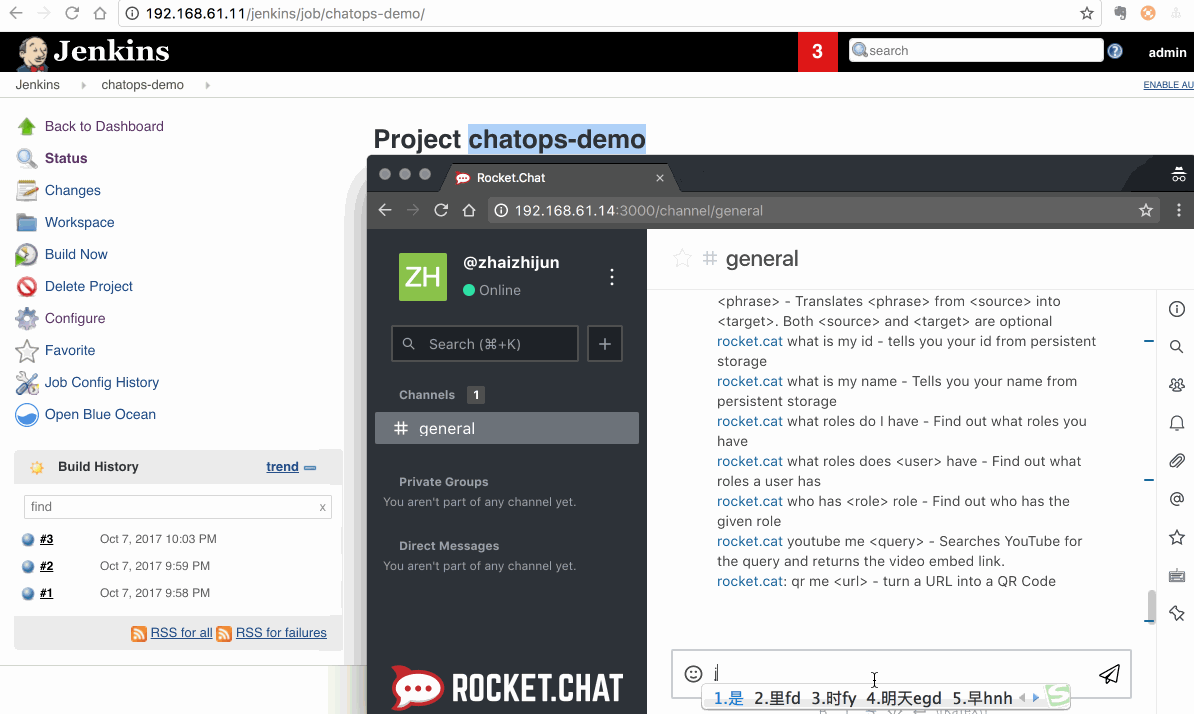 192.168.61.11/jenkins/job/chatops-demo/
Jenkins
3
search
admin
Jenkins
chatops-demo
ENABLE AU
Back to Dashboard
Status
Changes
Workspace
Build Now
Delete Project
Configure
Favorite
Job Config History
Open Blue Ocean
Build History
trend
find
x
#3 Oct 7, 2017 10:03 PM
#2 Oct 7, 2017 9:59 PM
#1 Oct 7, 2017 9:58 PM
RSS for all RSS for failures
Project chatops-demo
Rocket.Chat
192.168.61.14:3000/channel/general
ZH
@zhaizhijun
Online
Search (⌘+K)
Channels 1
# general
Private Groups
You aren't part of any channel yet.
Direct Messages
You aren't part of any channel yet.
ROCKET.CHAT
# general
<phrase> - Translates <phrase> from <source> into
<target>. Both <source> and <target> are optional
rocket.cat what is my id - tells you your id from persistent
storage
rocket.cat what is my name - Tells you your name from
persistent storage
rocket.cat what roles do I have - Find out what roles you
have
rocket.cat what roles does <user> have - Find out what
roles a user has
rocket.cat who has <role> role - Find out who has the
given role
rocket.cat youtube me <query> - Searches YouTube for
the query and returns the video embed link.
rocket.cat: qr me <url> - turn a URL into a QR Code
j
1.是 2.里fd 3.时fy 4.明天egd 5.早hnh